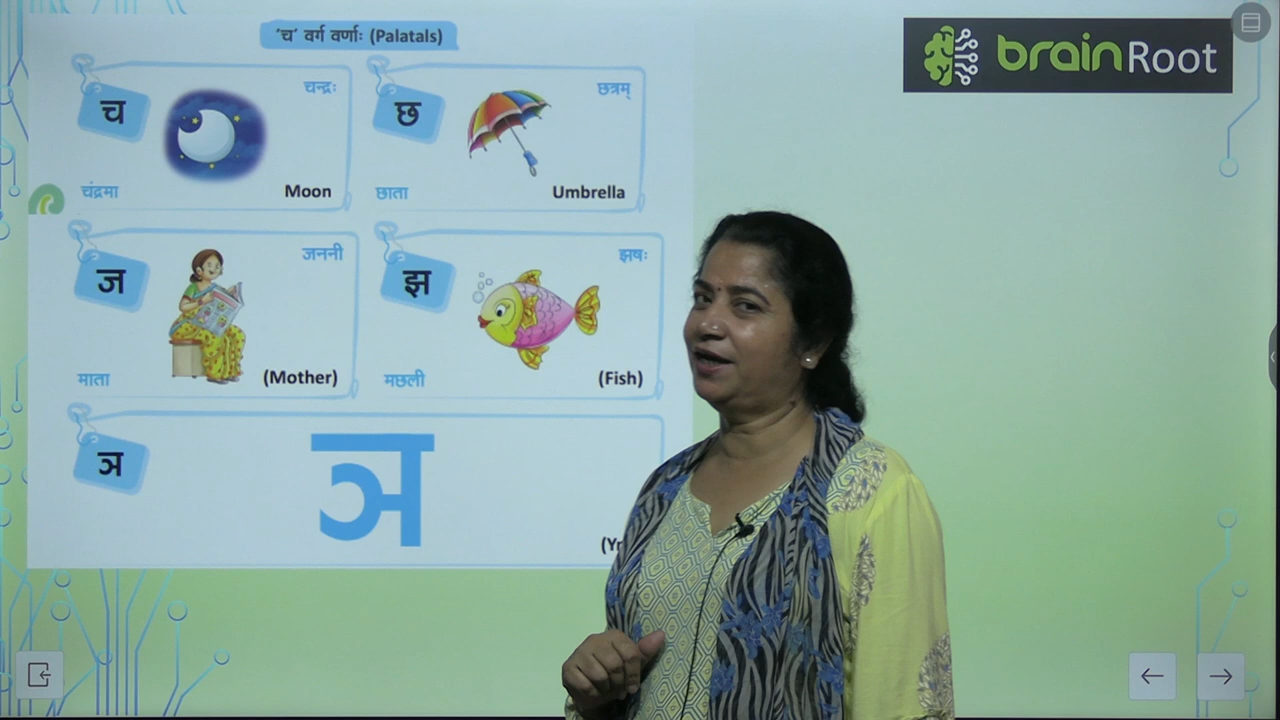 'च' वर्ग वर्णाः (Palatals)
brainRoot
च
चन्द्रः
चंद्रमा
Moon
छ
छत्रम्
छाता
Umbrella
ज
जननी
माता
(Mother)
झ
झषः
मछली
(Fish)
ञ
ञ